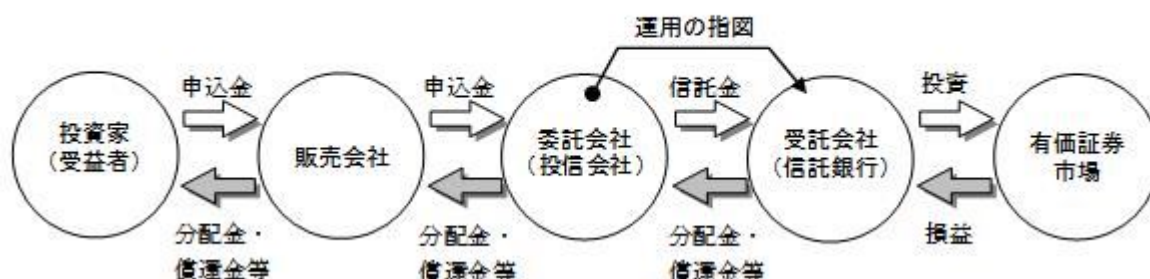 運用の指図
申込金
申込金
信託金
投資
投資家
(受益者)
販売会社
委託会社
(投信会社)
受託会社
(信託銀行)
有価証券
市場
分配金・
償還金等
分配金・
償還金等
分配金・
償還金等
損益